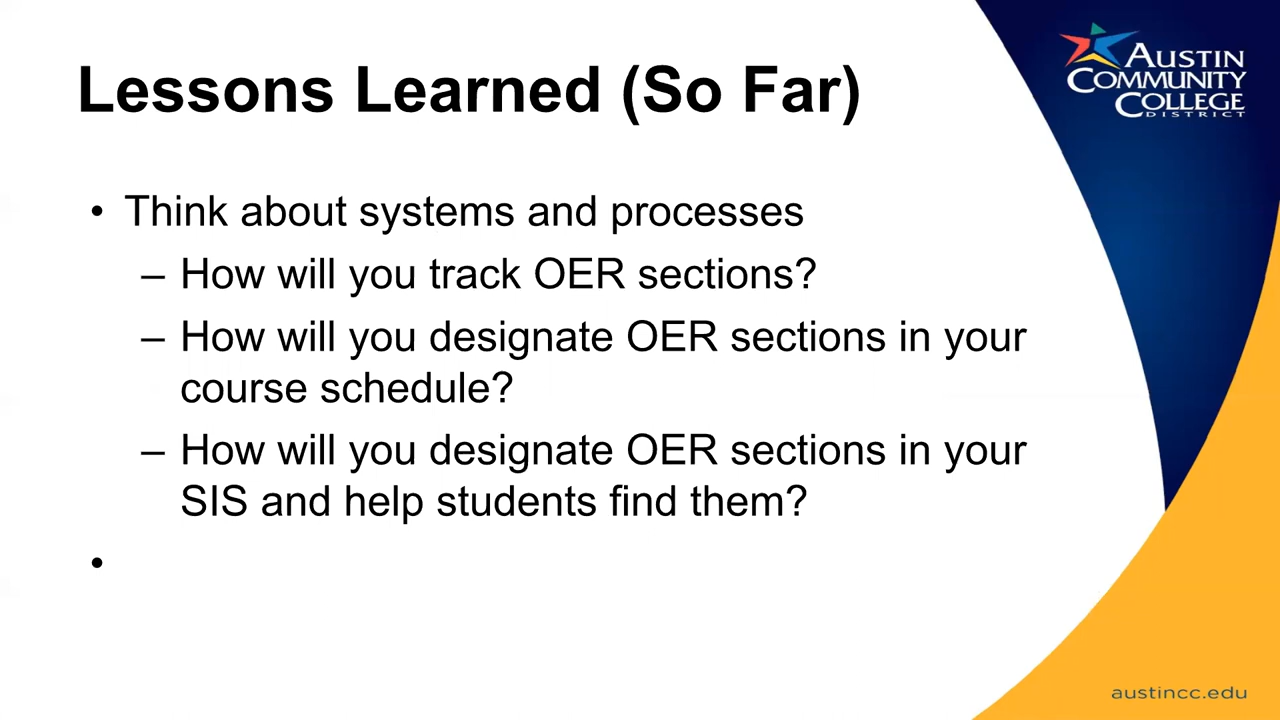 Lessons Learned (So Far)
AUSTIN
COMMUNITY
COLLEGE
DISTRICT
• Think about systems and processes
– How will you track OER sections?
– How will you designate OER sections in your
course schedule?
– How will you designate OER sections in your
SIS and help students find them?
•
austincc.edu